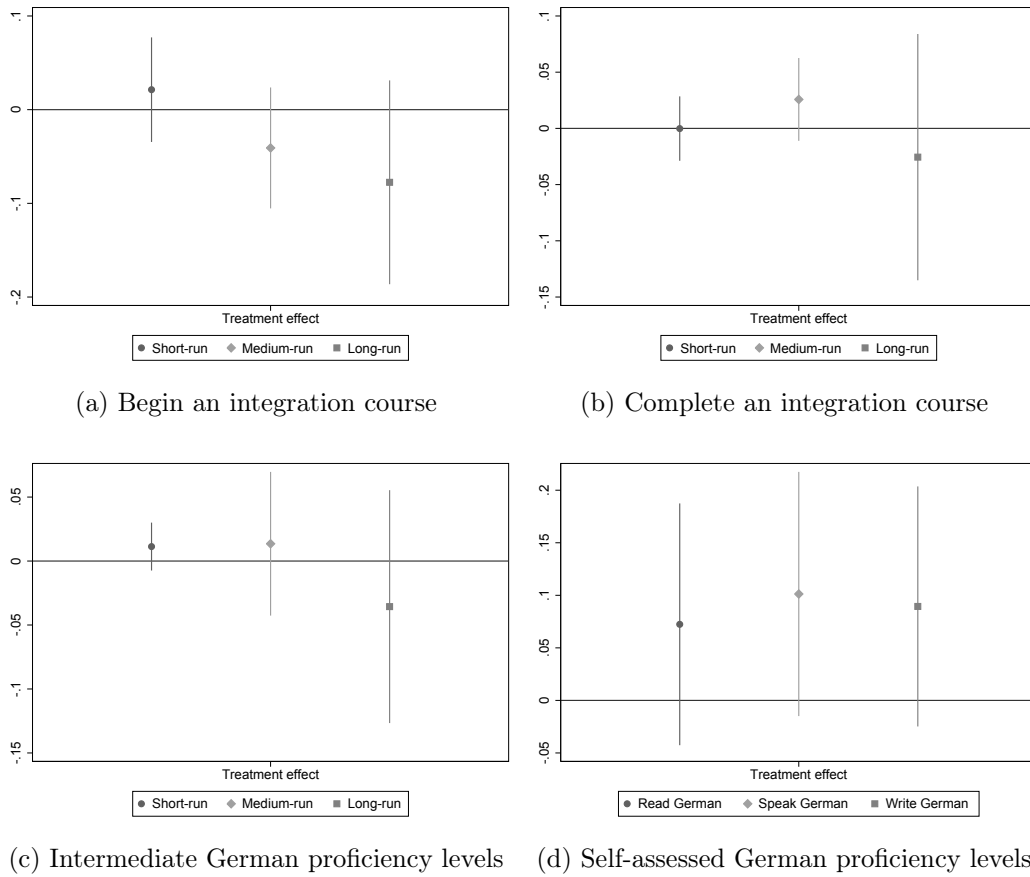 .1
0
-.1
-.2
Treatment effect
Short-run Medium-run Long-run
(a) Begin an integration course
.1
.05
0
-.05
-.1
-.15
Treatment effect
Short-run Medium-run Long-run
(b) Complete an integration course
.05
0
-.05
-.1
-.15
Treatment effect
Short-run Medium-run Long-run
(c) Intermediate German proficiency levels
.2
.15
.1
.05
0
-.05
Treatment effect
Read German Speak German Write German
(d) Self-assessed German proficiency levels